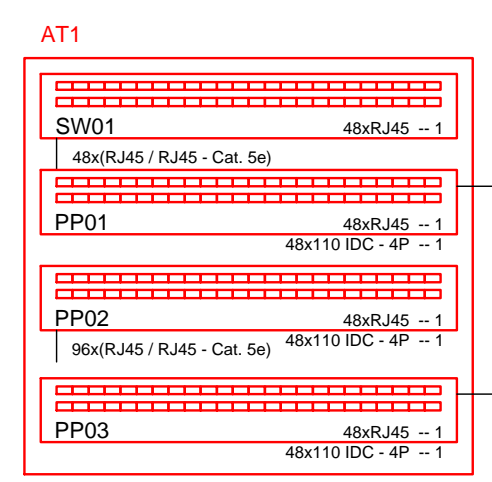 AT1
SW01 48xRJ45 -- 1
48x(RJ45 / RJ45 - Cat. 5e)
PP01 48xRJ45 -- 1
48x110 IDC - 4P -- 1
PP02 48xRJ45 -- 1
96x(RJ45 / RJ45 - Cat. 5e) 48x110 IDC - 4P -- 1
PP03 48xRJ45 -- 1
48x110 IDC - 4P -- 1